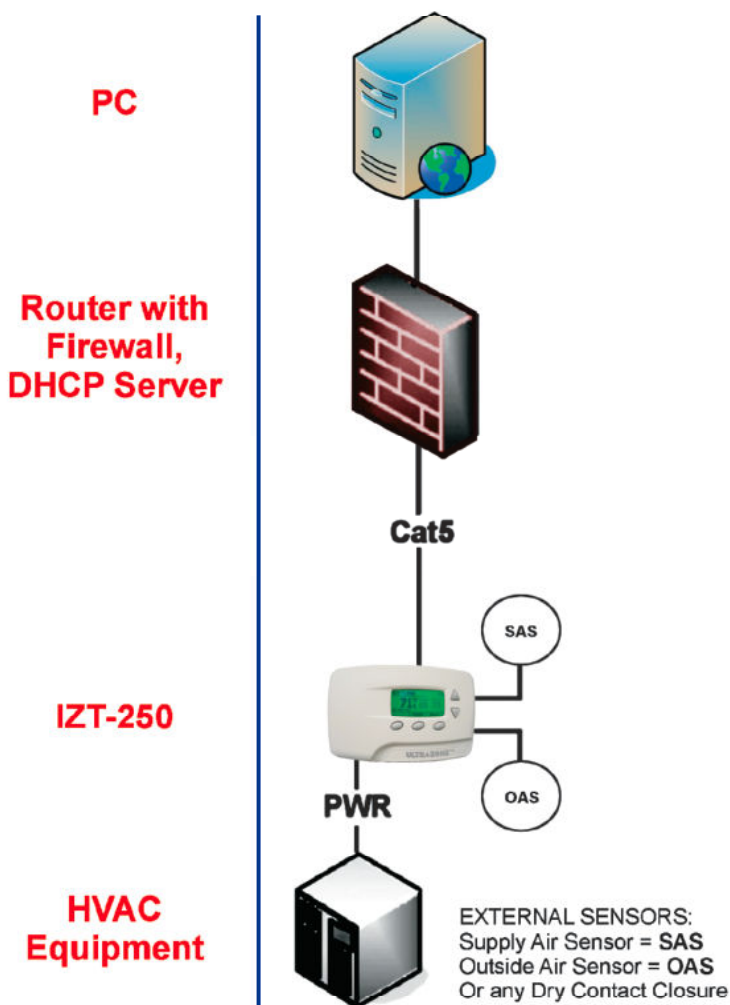 PC
Router with
Firewall,
DHCP Server
Cat5
SAS
IZT-250
OAS
PWR
HVAC
Equipment
EXTERNAL SENSORS:
Supply Air Sensor = SAS
Outside Air Sensor = OAS
Or any Dry Contact Closure